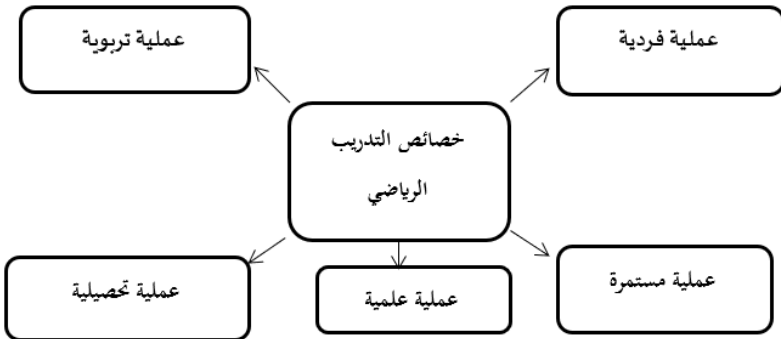 عملية فردية
عملية تربوية
خصائص التدريب
الرياضي
عملية مستمرة
عملية علمية
عملية تحصيلية